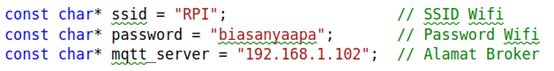 const char* ssid = "RPI"; // SSID Wifi
const char* password = "biasanyaapa"; // Password Wifi
const char* mqtt_server = "192.168.1.102"; // Alamat Broker